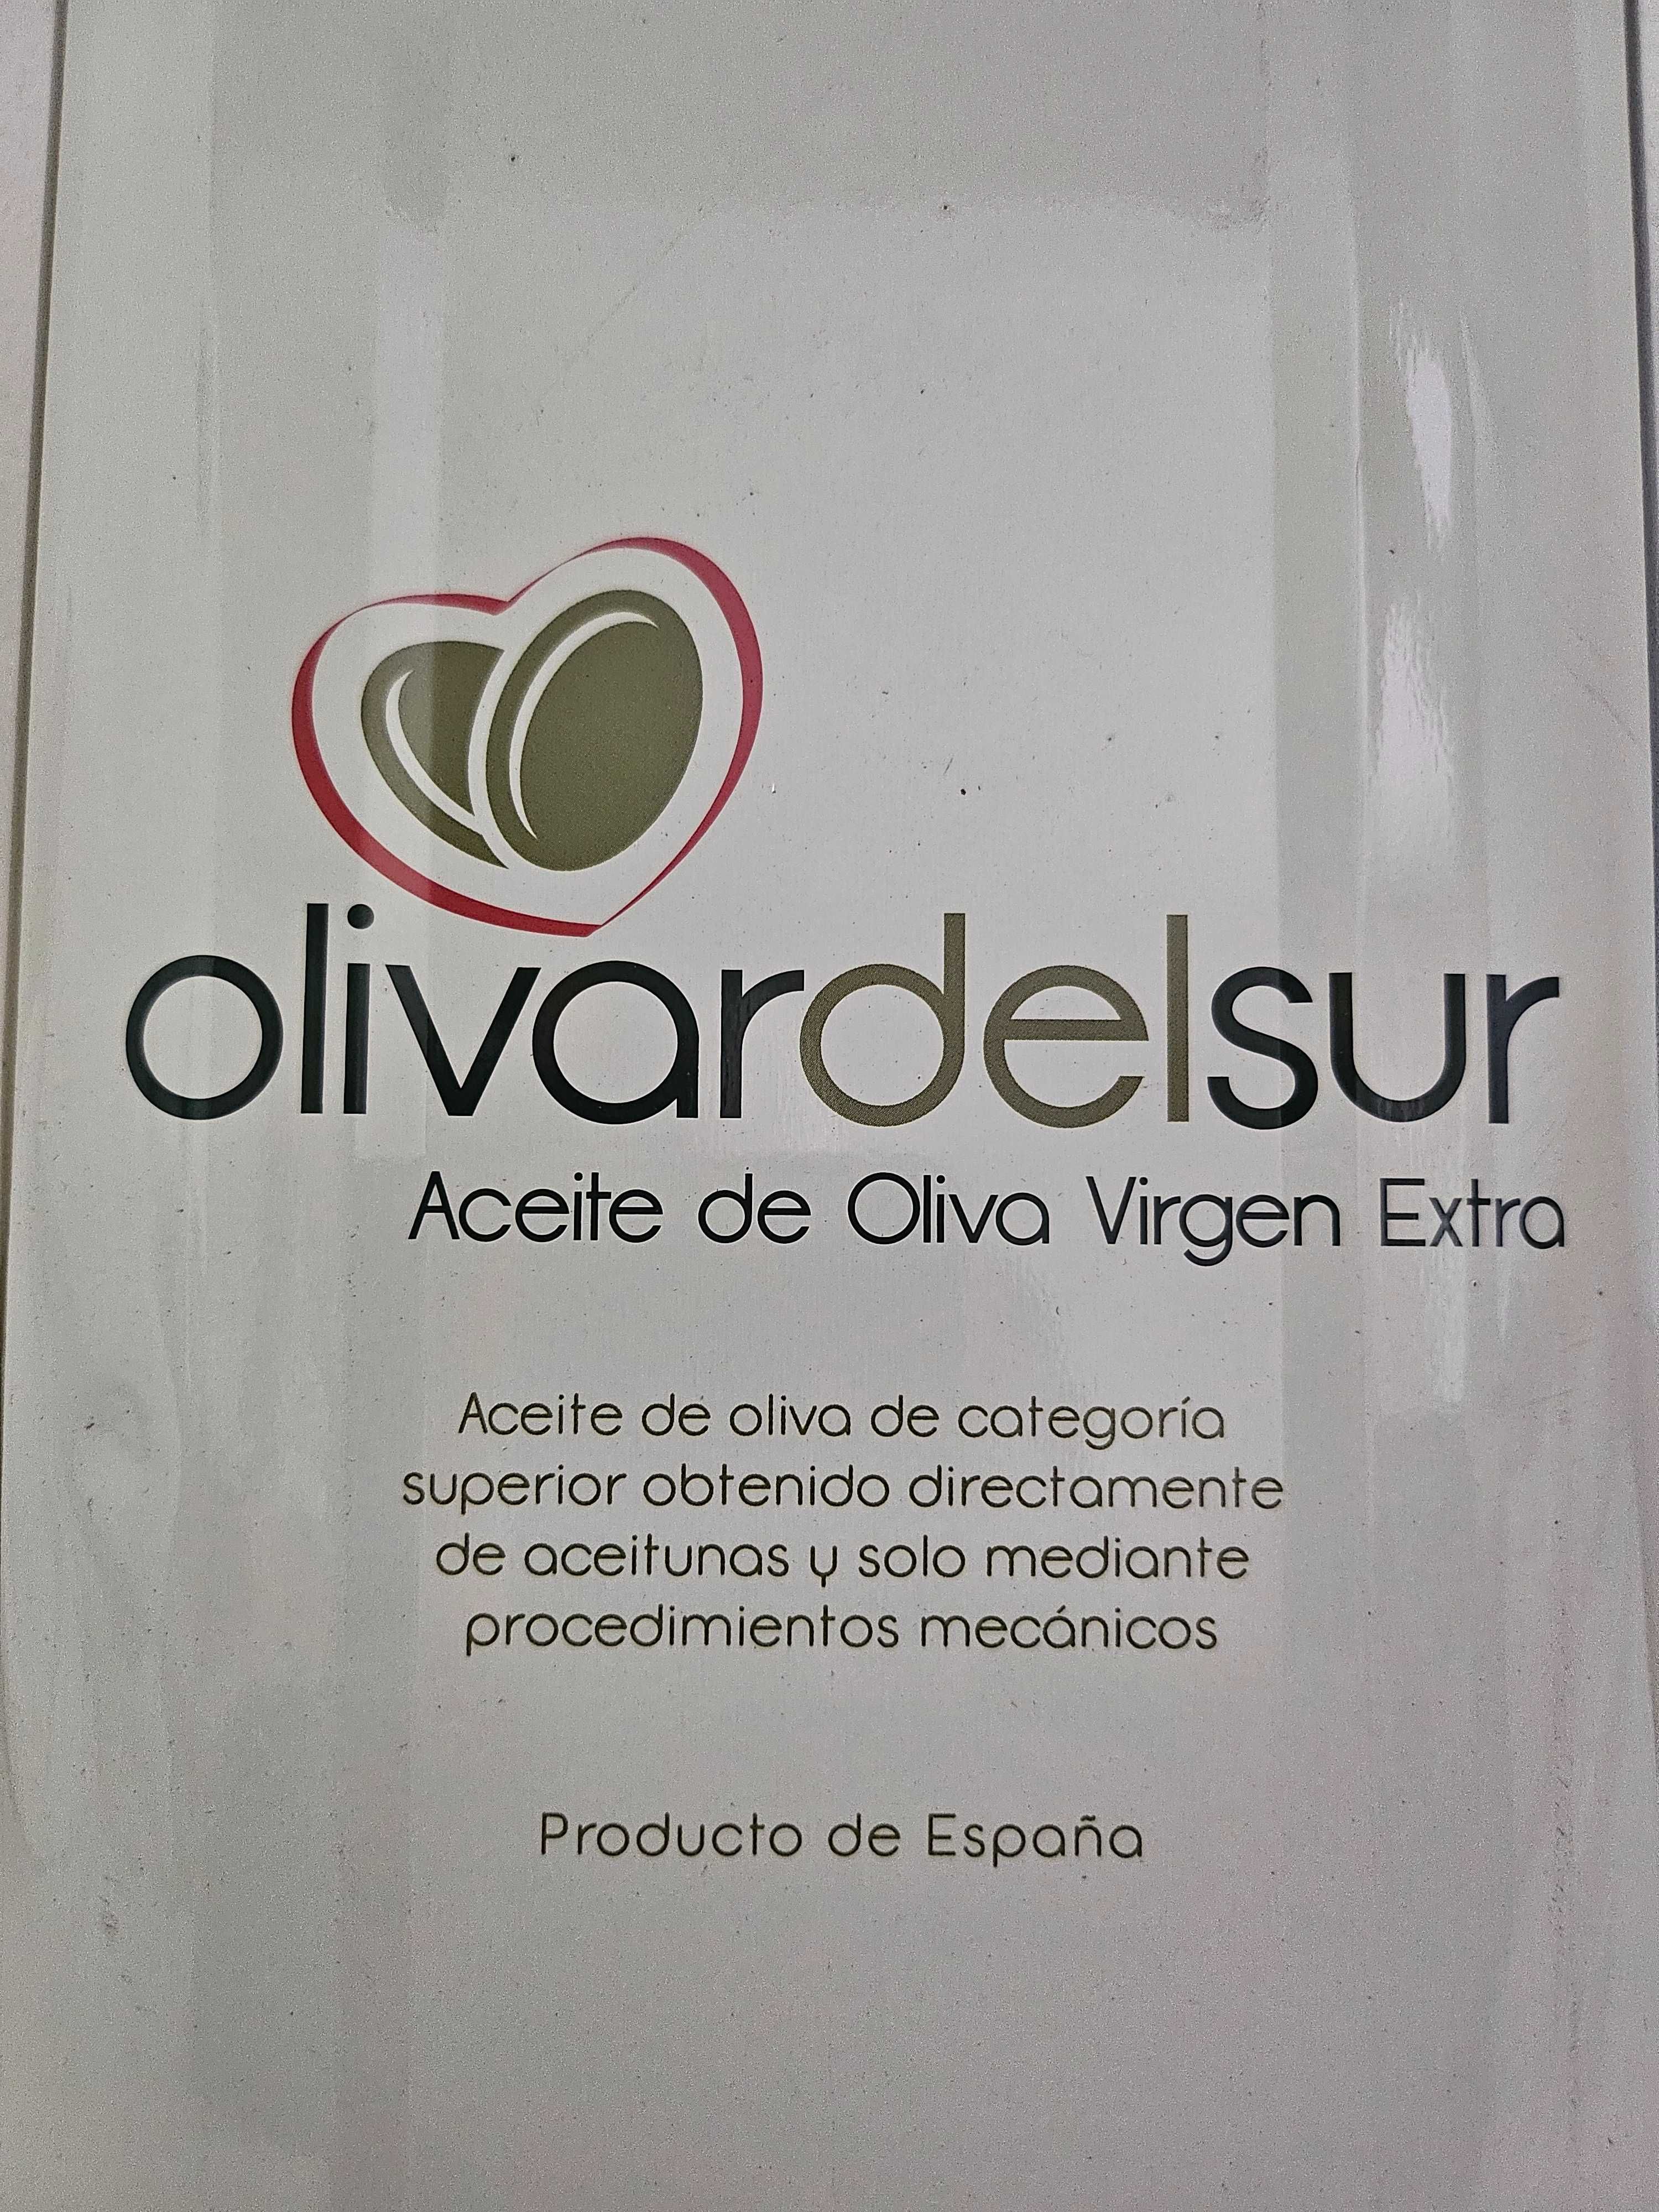 olivardelsur
Aceite de Oliva Virgen Extra
Aceite de oliva de categoría
superior obtenido directamente
de aceitunas y solo mediante
procedimientos mecánicos
Producto de España